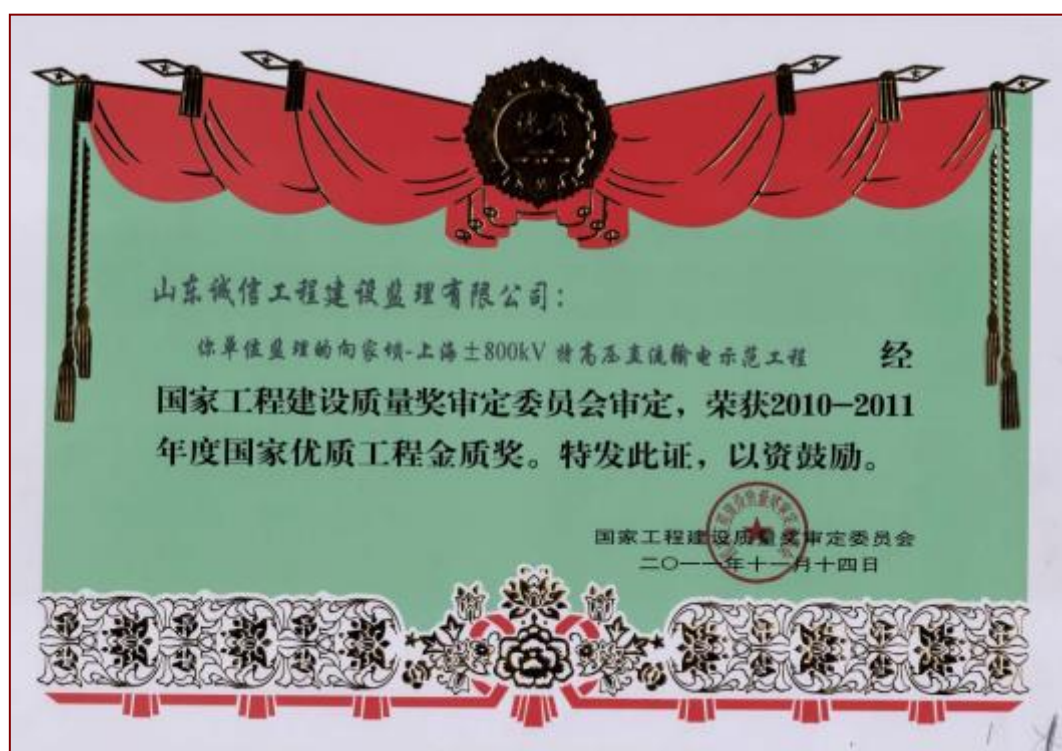 山东诚信工程建设监理有限公司：
你单位监理的向家坝-上海±800kV 特高压直流输电示范工程 经
国家工程建设质量奖审定委员会审定，荣获2010-2011
年度国家优质工程金质奖。特发此证，以资鼓励。
国家工程建设质量奖审定委员会
二〇一一年十一月十四日